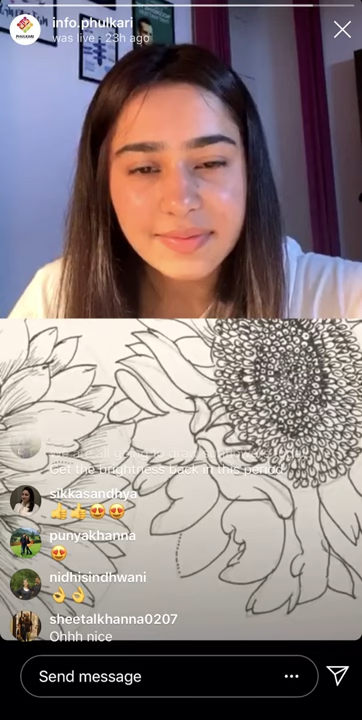 info.phulkari
was live · 23h ago
PHULKARI
Get the brightness back in this period
sikkasandhya
👍👍😍😍
punyakhanna
😍
nidhisindhwani
👌👌
sheetalkhanna0207
Ohhh nice
Send message